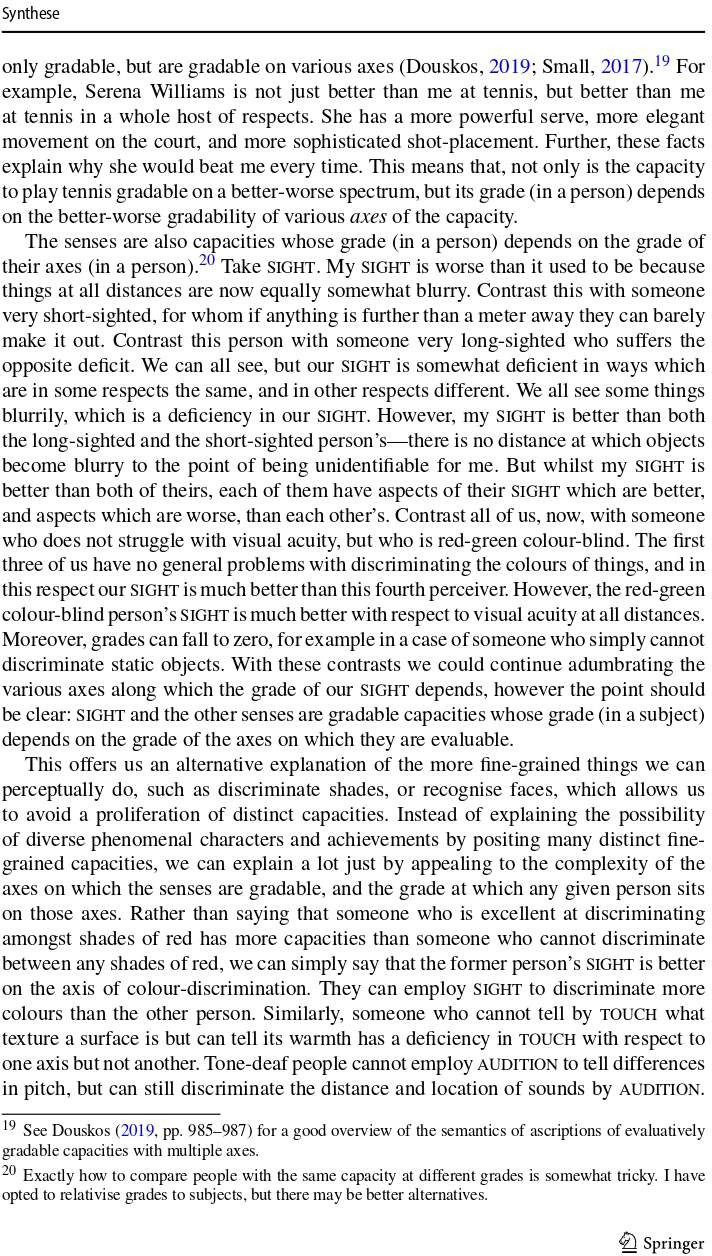 Synthese
only gradable, but are gradable on various axes (Douskos, 2019; Small, 2017).19 For
example, Serena Williams is not just better than me at tennis, but better than me
at tennis in a whole host of respects. She has a more powerful serve, more elegant
movement on the court, and more sophisticated shot-placement. Further, these facts
explain why she would beat me every time. This means that, not only is the capacity
to play tennis gradable on a better-worse spectrum, but its grade (in a person) depends
on the better-worse gradability of various axes of the capacity.
The senses are also capacities whose grade (in a person) depends on the grade of
their axes (in a person).20 Take SIGHT. My SIGHT is worse than it used to be because
things at all distances are now equally somewhat blurry. Contrast this with someone
very short-sighted, for whom if anything is further than a meter away they can barely
make it out. Contrast this person with someone very long-sighted who suffers the
opposite deficit. We can all see, but our SIGHT is somewhat deficient in ways which
are in some respects the same, and in other respects different. We all see some things
blurrily, which is a deficiency in our SIGHT. However, my SIGHT is better than both
the long-sighted and the short-sighted person's—there is no distance at which objects
become blurry to the point of being unidentifiable for me. But whilst my SIGHT is
better than both of theirs, each of them have aspects of their SIGHT which are better,
and aspects which are worse, than each other's. Contrast all of us, now, with someone
who does not struggle with visual acuity, but who is red-green colour-blind. The first
three of us have no general problems with discriminating the colours of things, and in
this respect our SIGHT is much better than this fourth perceiver. However, the red-green
colour-blind person's SIGHT is much better with respect to visual acuity at all distances.
Moreover, grades can fall to zero, for example in a case of someone who simply cannot
discriminate static objects. With these contrasts we could continue adumbrating the
various axes along which the grade of our SIGHT depends, however the point should
be clear: SIGHT and the other senses are gradable capacities whose grade (in a subject)
depends on the grade of the axes on which they are evaluable.
This offers us an alternative explanation of the more fine-grained things we can
perceptually do, such as discriminate shades, or recognise faces, which allows us
to avoid a proliferation of distinct capacities. Instead of explaining the possibility
of diverse phenomenal characters and achievements by positing many distinct fine-
grained capacities, we can explain a lot just by appealing to the complexity of the
axes on which the senses are gradable, and the grade at which any given person sits
on those axes. Rather than saying that someone who is excellent at discriminating
amongst shades of red has more capacities than someone who cannot discriminate
between any shades of red, we can simply say that the former person's SIGHT is better
on the axis of colour-discrimination. They can employ SIGHT to discriminate more
colours than the other person. Similarly, someone who cannot tell by TOUCH what
texture a surface is but can tell its warmth has a deficiency in TOUCH with respect to
one axis but not another. Tone-deaf people cannot employ AUDITION to tell differences
in pitch, but can still discriminate the distance and location of sounds by AUDITION.
19 See Douskos (2019, pp. 985–987) for a good overview of the semantics of ascriptions of evaluatively
gradable capacities with multiple axes.
20 Exactly how to compare people with the same capacity at different grades is somewhat tricky. I have
opted to relativise grades to subjects, but there may be better alternatives.
Springer